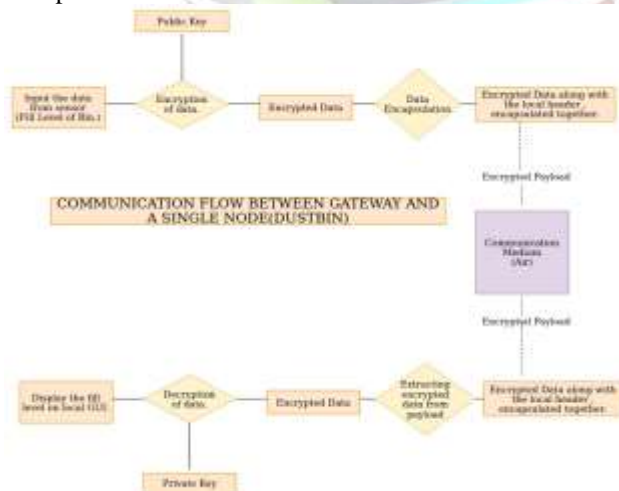 Public Key
Input the data
from sensor
(Fill Level of Bin.)
Encryption
of data.
Encrypted Data
Data
Encapsulation.
Encrypted Data along with
the local header
encapsulated together.
Encrypted Payload
COMMUNICATION FLOW BETWEEN GATEWAY AND
A SINGLE NODE(DUSTBIN)
Communication
Medium
(Air)
Encrypted Payload
Display the fill
level on local GUI
Decryption
of data.
Encrypted Data
Extracting
encrypted
data from
payload
Encrypted Data along with
the local header
encapsulated together.
Private Key